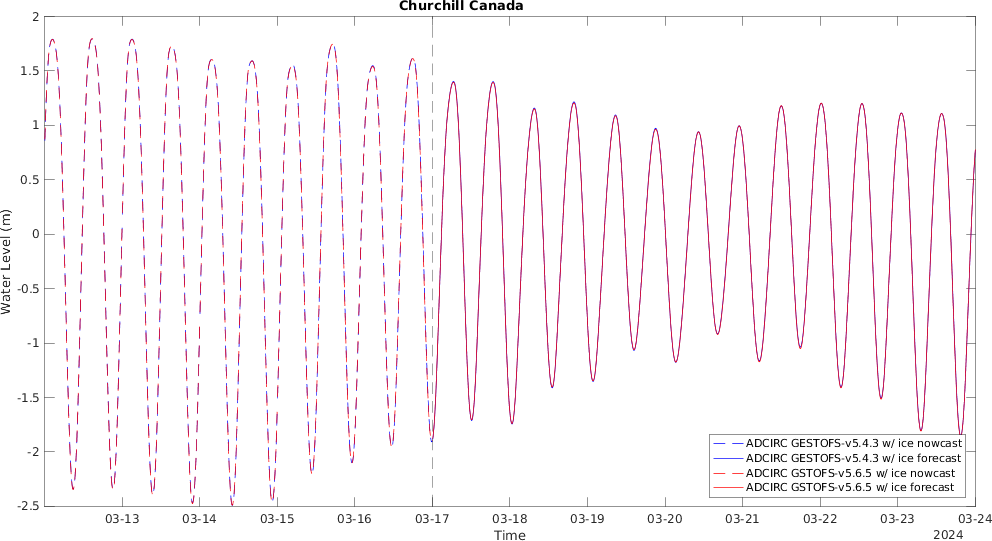 Churchill Canada
2
1.5
1
0.5
0
-0.5
-1
-1.5
-2
-2.5
Water Level (m)
ADCIRC GESTOFS-v5.4.3 w/ ice nowcast
ADCIRC GESTOFS-v5.4.3 w/ ice forecast
ADCIRC GSTOFS-v5.6.5 w/ ice nowcast
ADCIRC GSTOFS-v5.6.5 w/ ice forecast
03-13 03-14 03-15 03-16 03-17 03-18 03-19 03-20 03-21 03-22 03-23 03-24
Time
2024